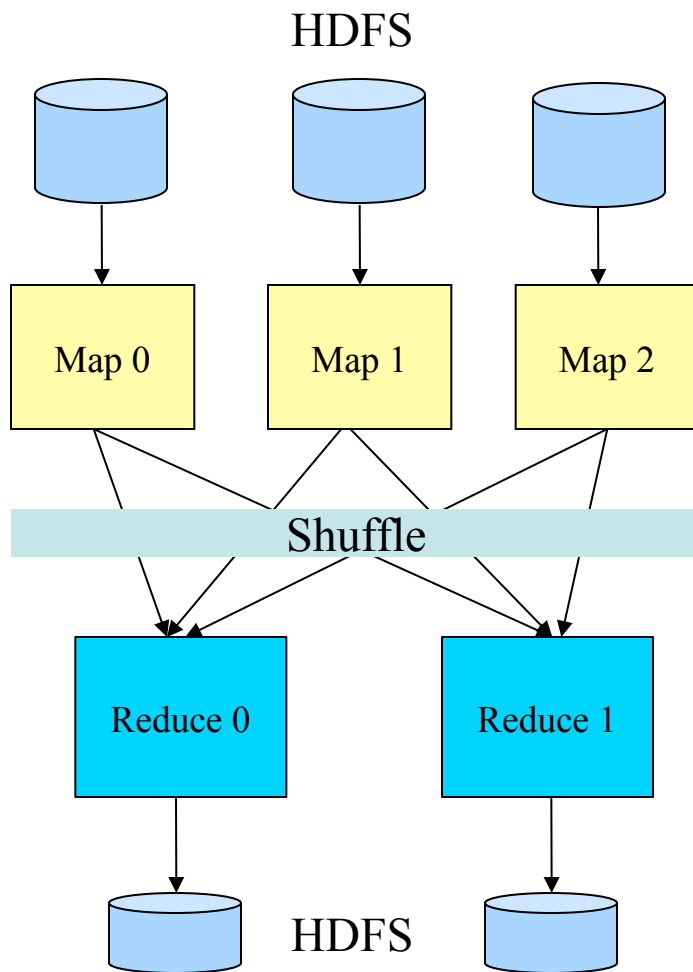 HDFS
Map 0
Map 1
Map 2
Shuffle
Reduce 0
Reduce 1
HDFS